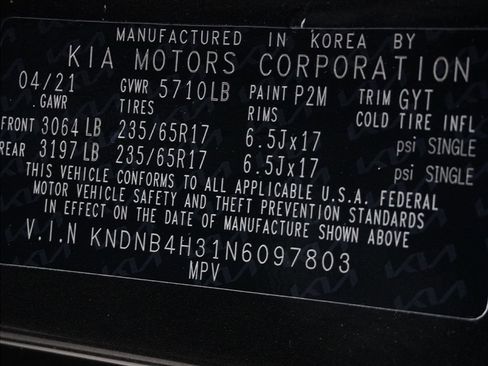 MANUFACTURED IN KOREA BY
KIA MOTORS CORPORATION
04/21 GVWR 5710LB PAINT P2M TRIM GYT
GAWR TIRES RIMS COLD TIRE INFL
FRONT 3064 LB 235/65R17 6.5Jx17 psi SINGLE
REAR 3197 LB 235/65R17 6.5Jx17 psi SINGLE
THIS VEHICLE CONFORMS TO ALL APPLICABLE U.S.A. FEDERAL
MOTOR VEHICLE SAFETY AND THEFT PREVENTION STANDARDS
IN EFFECT ON THE DATE OF MANUFACTURE SHOWN ABOVE
V.I.N KNDNB4H31N6097803
MPV